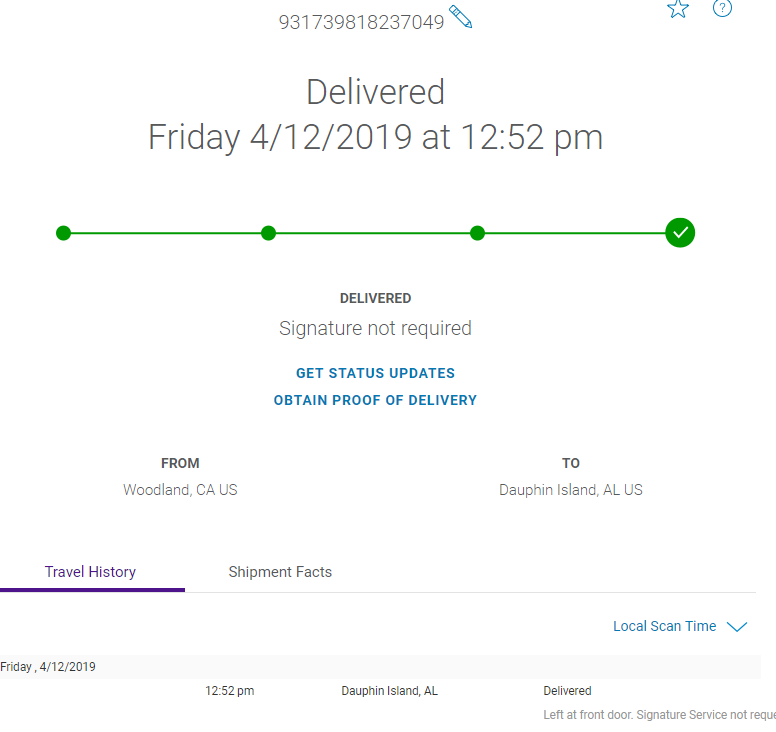 931739818237049
?
Delivered
Friday 4/12/2019 at 12:52 pm
DELIVERED
Signature not required
GET STATUS UPDATES
OBTAIN PROOF OF DELIVERY
FROM TO
Woodland, CA US Dauphin Island, AL US
Travel History Shipment Facts
Local Scan Time
Friday , 4/12/2019
12:52 pm Dauphin Island, AL Delivered
Left at front door. Signature Service not reque